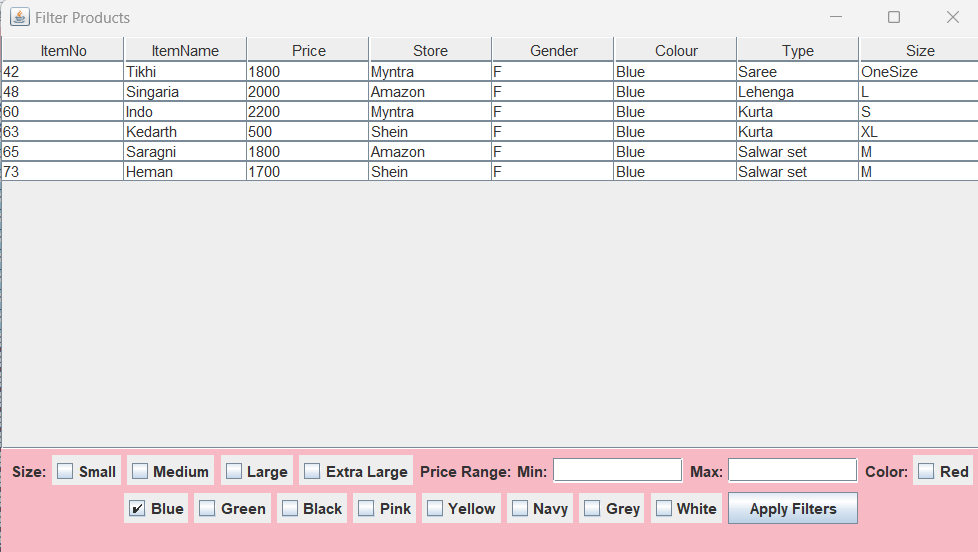 Filter Products
ItemNo ItemName Price Store Gender Colour Type Size
42 Tikhi 1800 Myntra F Blue Saree OneSize
48 Singaria 2000 Amazon F Blue Lehenga L
60 Indo 2200 Myntra F Blue Kurta S
63 Kedarth 500 Shein F Blue Kurta XL
65 Saragni 1800 Amazon F Blue Salwar set M
73 Heman 1700 Shein F Blue Salwar set M
Size: Small Medium Large Extra Large Price Range: Min: Max: Color: Red
Blue Green Black Pink Yellow Navy Grey White Apply Filters